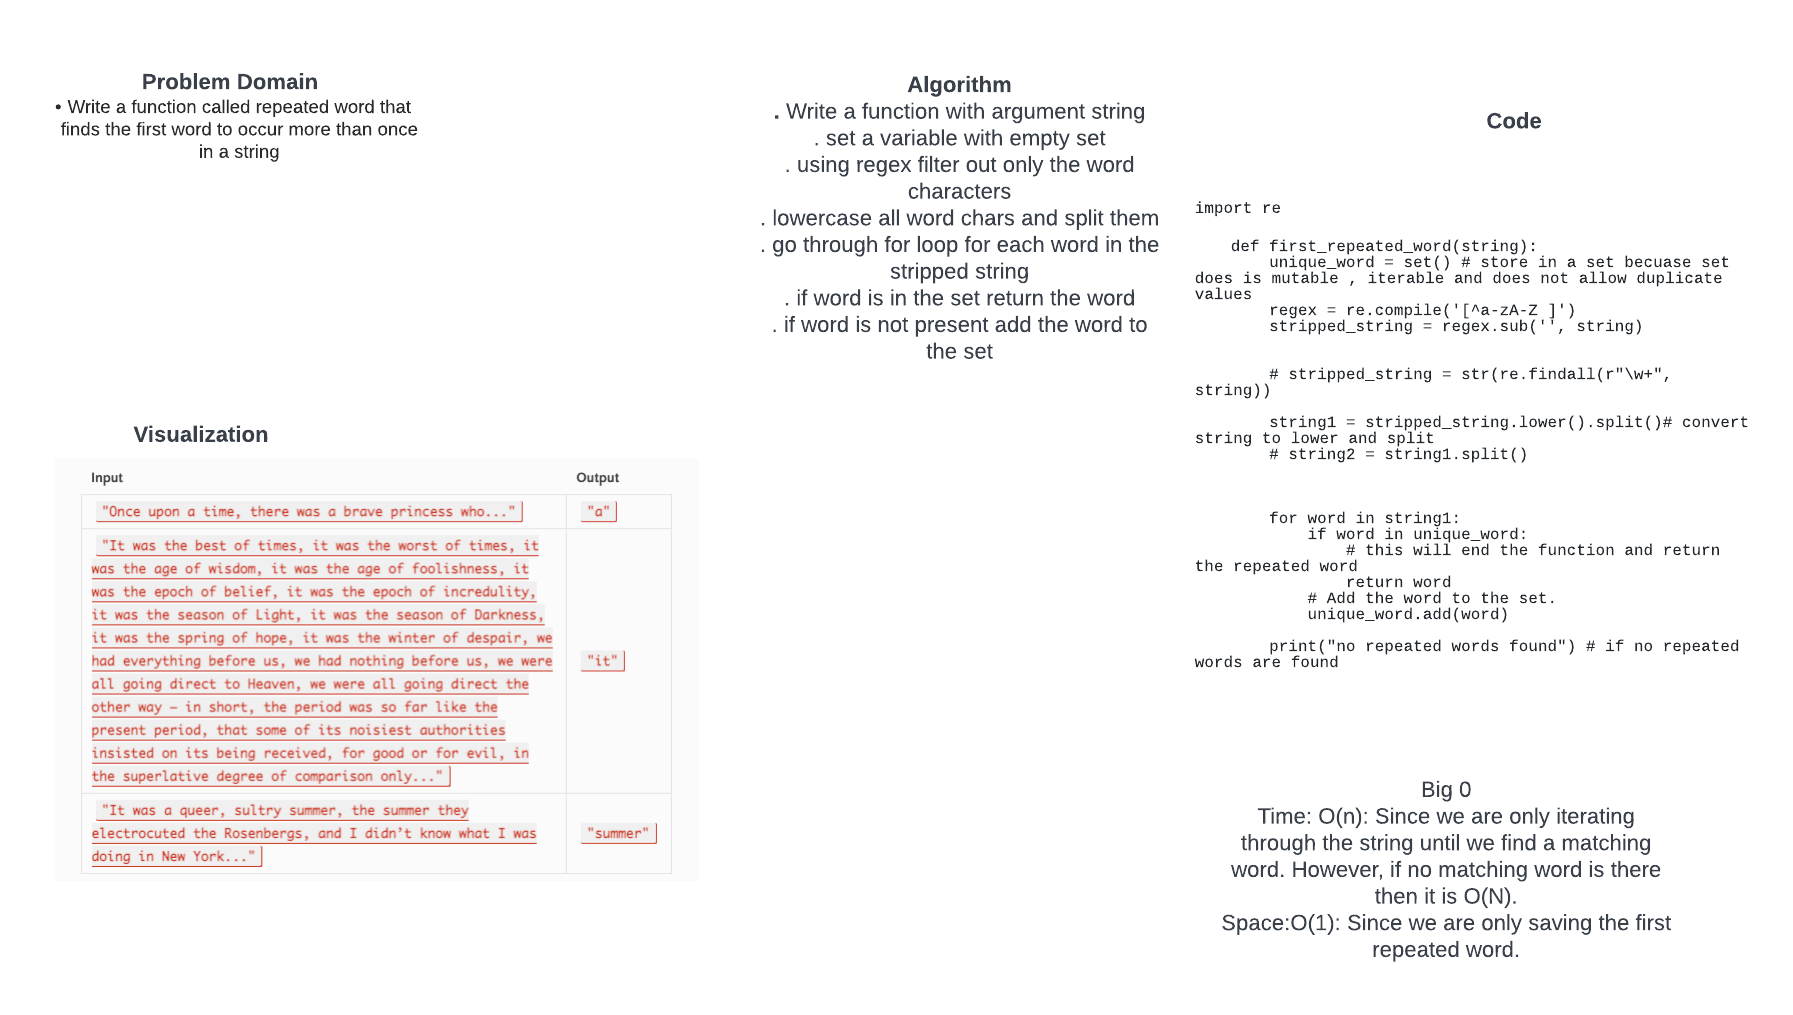 Problem Domain
• Write a function called repeated word that
finds the first word to occur more than once
in a string
Visualization
Input Output
"Once upon a time, there was a brave princess who..." "a"
"It was the best of times, it was the worst of times, it
was the age of wisdom, it was the age of foolishness, it
was the epoch of belief, it was the epoch of incredulity,
it was the season of Light, it was the season of Darkness,
it was the spring of hope, it was the winter of despair, we
had everything before us, we had nothing before us, we were
"it"
all going direct to Heaven, we were all going direct the
other way – in short, the period was so far like the
present period, that some of its noisiest authorities
insisted on its being received, for good or for evil, in
the superlative degree of comparison only..."
"It was a queer, sultry summer, the summer they
electrocuted the Rosenbergs, and I didn’t know what I was
"summer"
doing in New York..."
Algorithm
. Write a function with argument string
. set a variable with empty set
. using regex filter out only the word
characters
. lowercase all word chars and split them
. go through for loop for each word in the
stripped string
. if word is in the set return the word
. if word is not present add the word to
the set
Code
import re
def first_repeated_word(string):
unique_word = set() # store in a set becuase set
does is mutable , iterable and does not allow duplicate
values
regex = re.compile('[^a-zA-Z ]')
stripped_string = regex.sub('', string)
# stripped_string = str(re.findall(r"\w+",
string))
string1 = stripped_string.lower().split()# convert
string to lower and split
# string2 = string1.split()
for word in string1:
if word in unique_word:
# this will end the function and return
the repeated word
return word
# Add the word to the set.
unique_word.add(word)
print("no repeated words found") # if no repeated
words are found
Big 0
Time: O(n): Since we are only iterating
through the string until we find a matching
word. However, if no matching word is there
then it is O(N).
Space:O(1): Since we are only saving the first
repeated word.